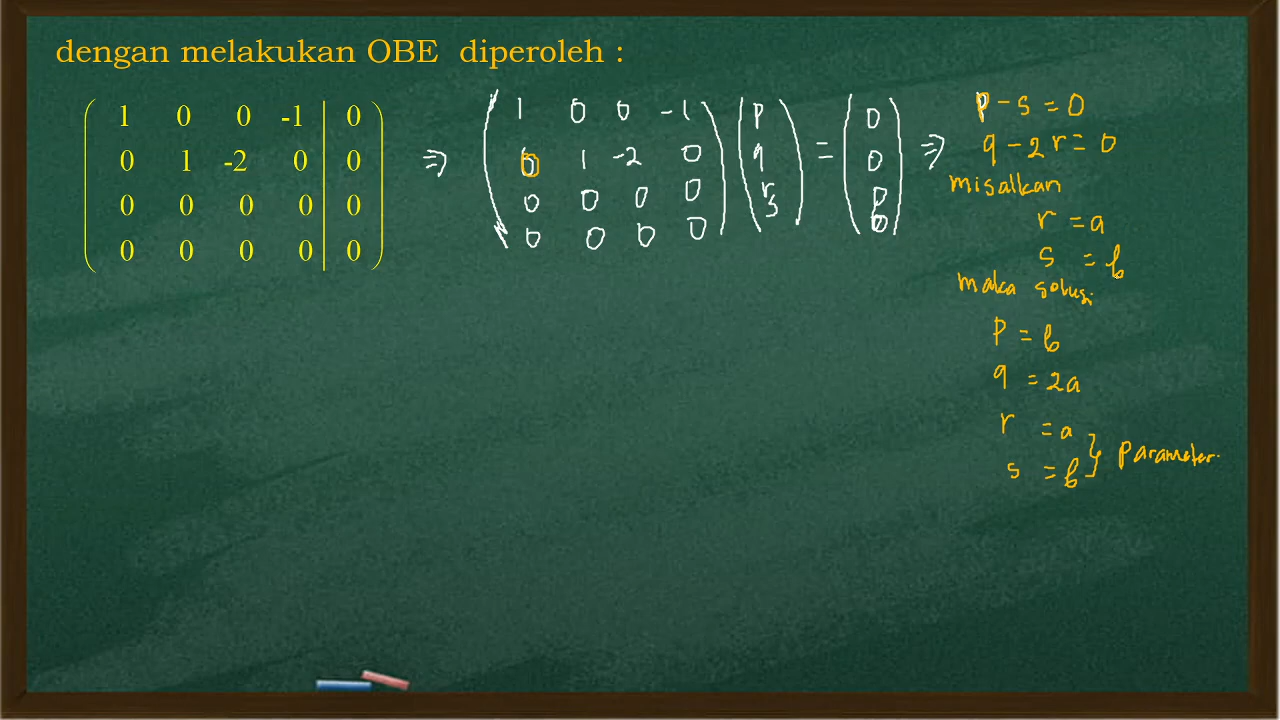 dengan melakukan OBE diperoleh :
1 0 0 -1 | 0
0 1 -2 0 | 0
0 0 0 0 | 0
0 0 0 0 | 0
⇒
1 0 0 -1
0 1 -2 0
0 0 0 0
0 0 0 0
p
q
r
s
=
0
0
0
0
⇒
p - s = 0
q - 2r = 0
misalkan
r = a
s = b
maka solusi
p = b
q = 2a
r = a
s = b
} parameter.